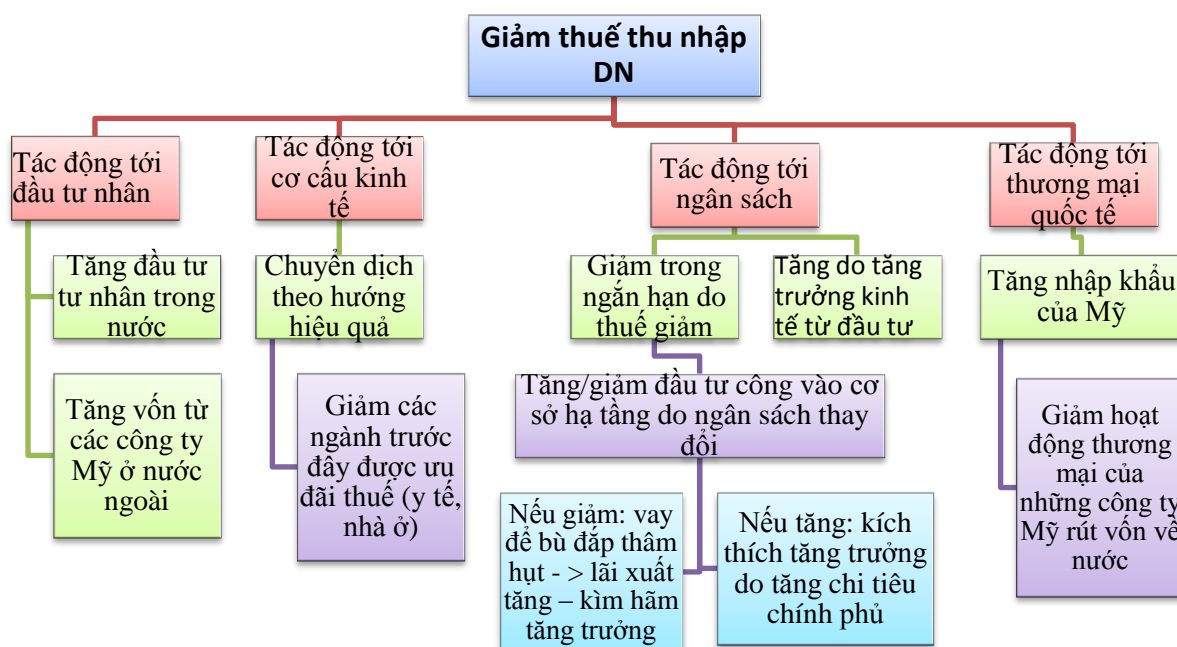 Giảm thuế thu nhập
DN
Tác động tới
đầu tư nhân
Tác động tới
cơ cấu kinh
tế
Tác động tới
ngân sách
Tác động tới
thương mại
quốc tế
Tăng đầu tư
tư nhân trong
nước
Chuyển dịch
theo hướng
hiệu quả
Giảm trong
ngắn hạn do
thuế giảm
Tăng do tăng
trưởng kinh
tế từ đầu tư
Tăng nhập khẩu
của Mỹ
Tăng vốn từ
các công ty
Mỹ ở nước
ngoài
Giảm các
ngành trước
đây được ưu
đãi thuế (y tế,
nhà ở)
Tăng/giảm đầu tư công vào cơ
sở hạ tầng do ngân sách thay
đổi
Giảm hoạt
động thương
mại của
những công ty
Mỹ rút vốn về
nước
Nếu giảm: vay
để bù đắp thâm
hụt - > lãi xuất
tăng – kìm hãm
tăng trưởng
Nếu tăng: kích
thích tăng trưởng
do tăng chi tiêu
chính phủ